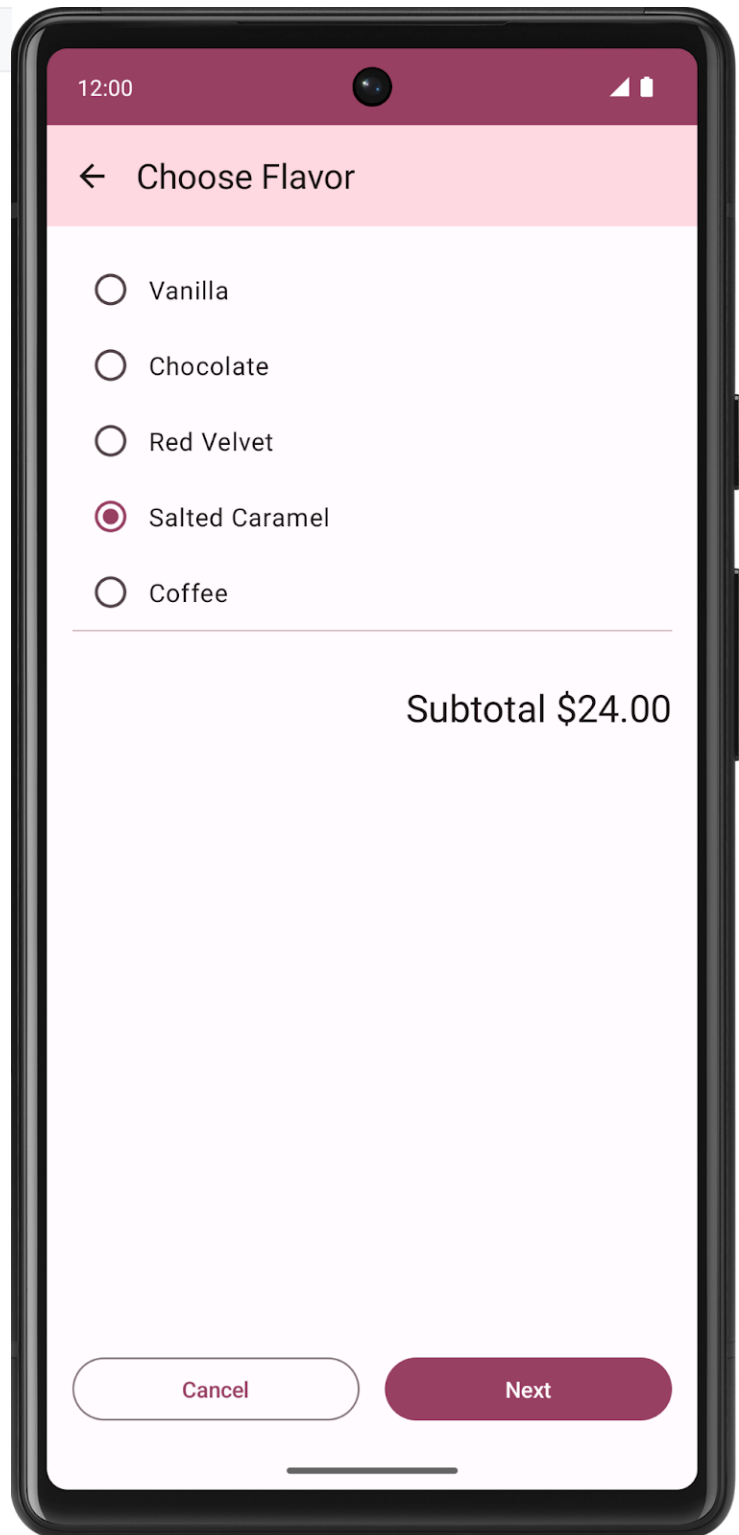 12:00
Choose Flavor
Vanilla
Chocolate
Red Velvet
Salted Caramel
Coffee
Subtotal $24.00
Cancel
Next